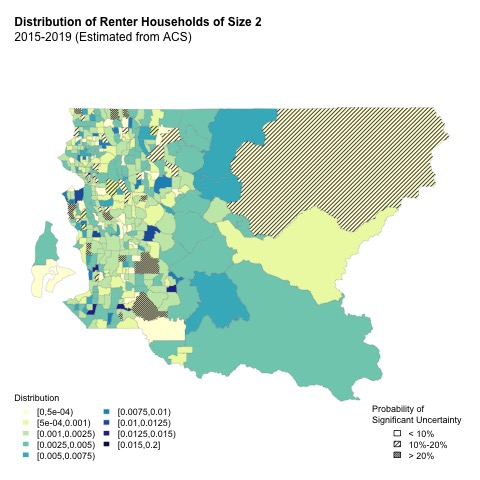 Distribution of Renter Households of Size 2
2015-2019 (Estimated from ACS)
Distribution
[0,5e-04)
[5e-04,0.001)
[0.001,0.0025)
[0.0025,0.005)
[0.005,0.0075)
[0.0075,0.01)
[0.01,0.0125)
[0.0125,0.015)
[0.015,0.2]
Probability of
Significant Uncertainty
< 10%
10%-20%
> 20%